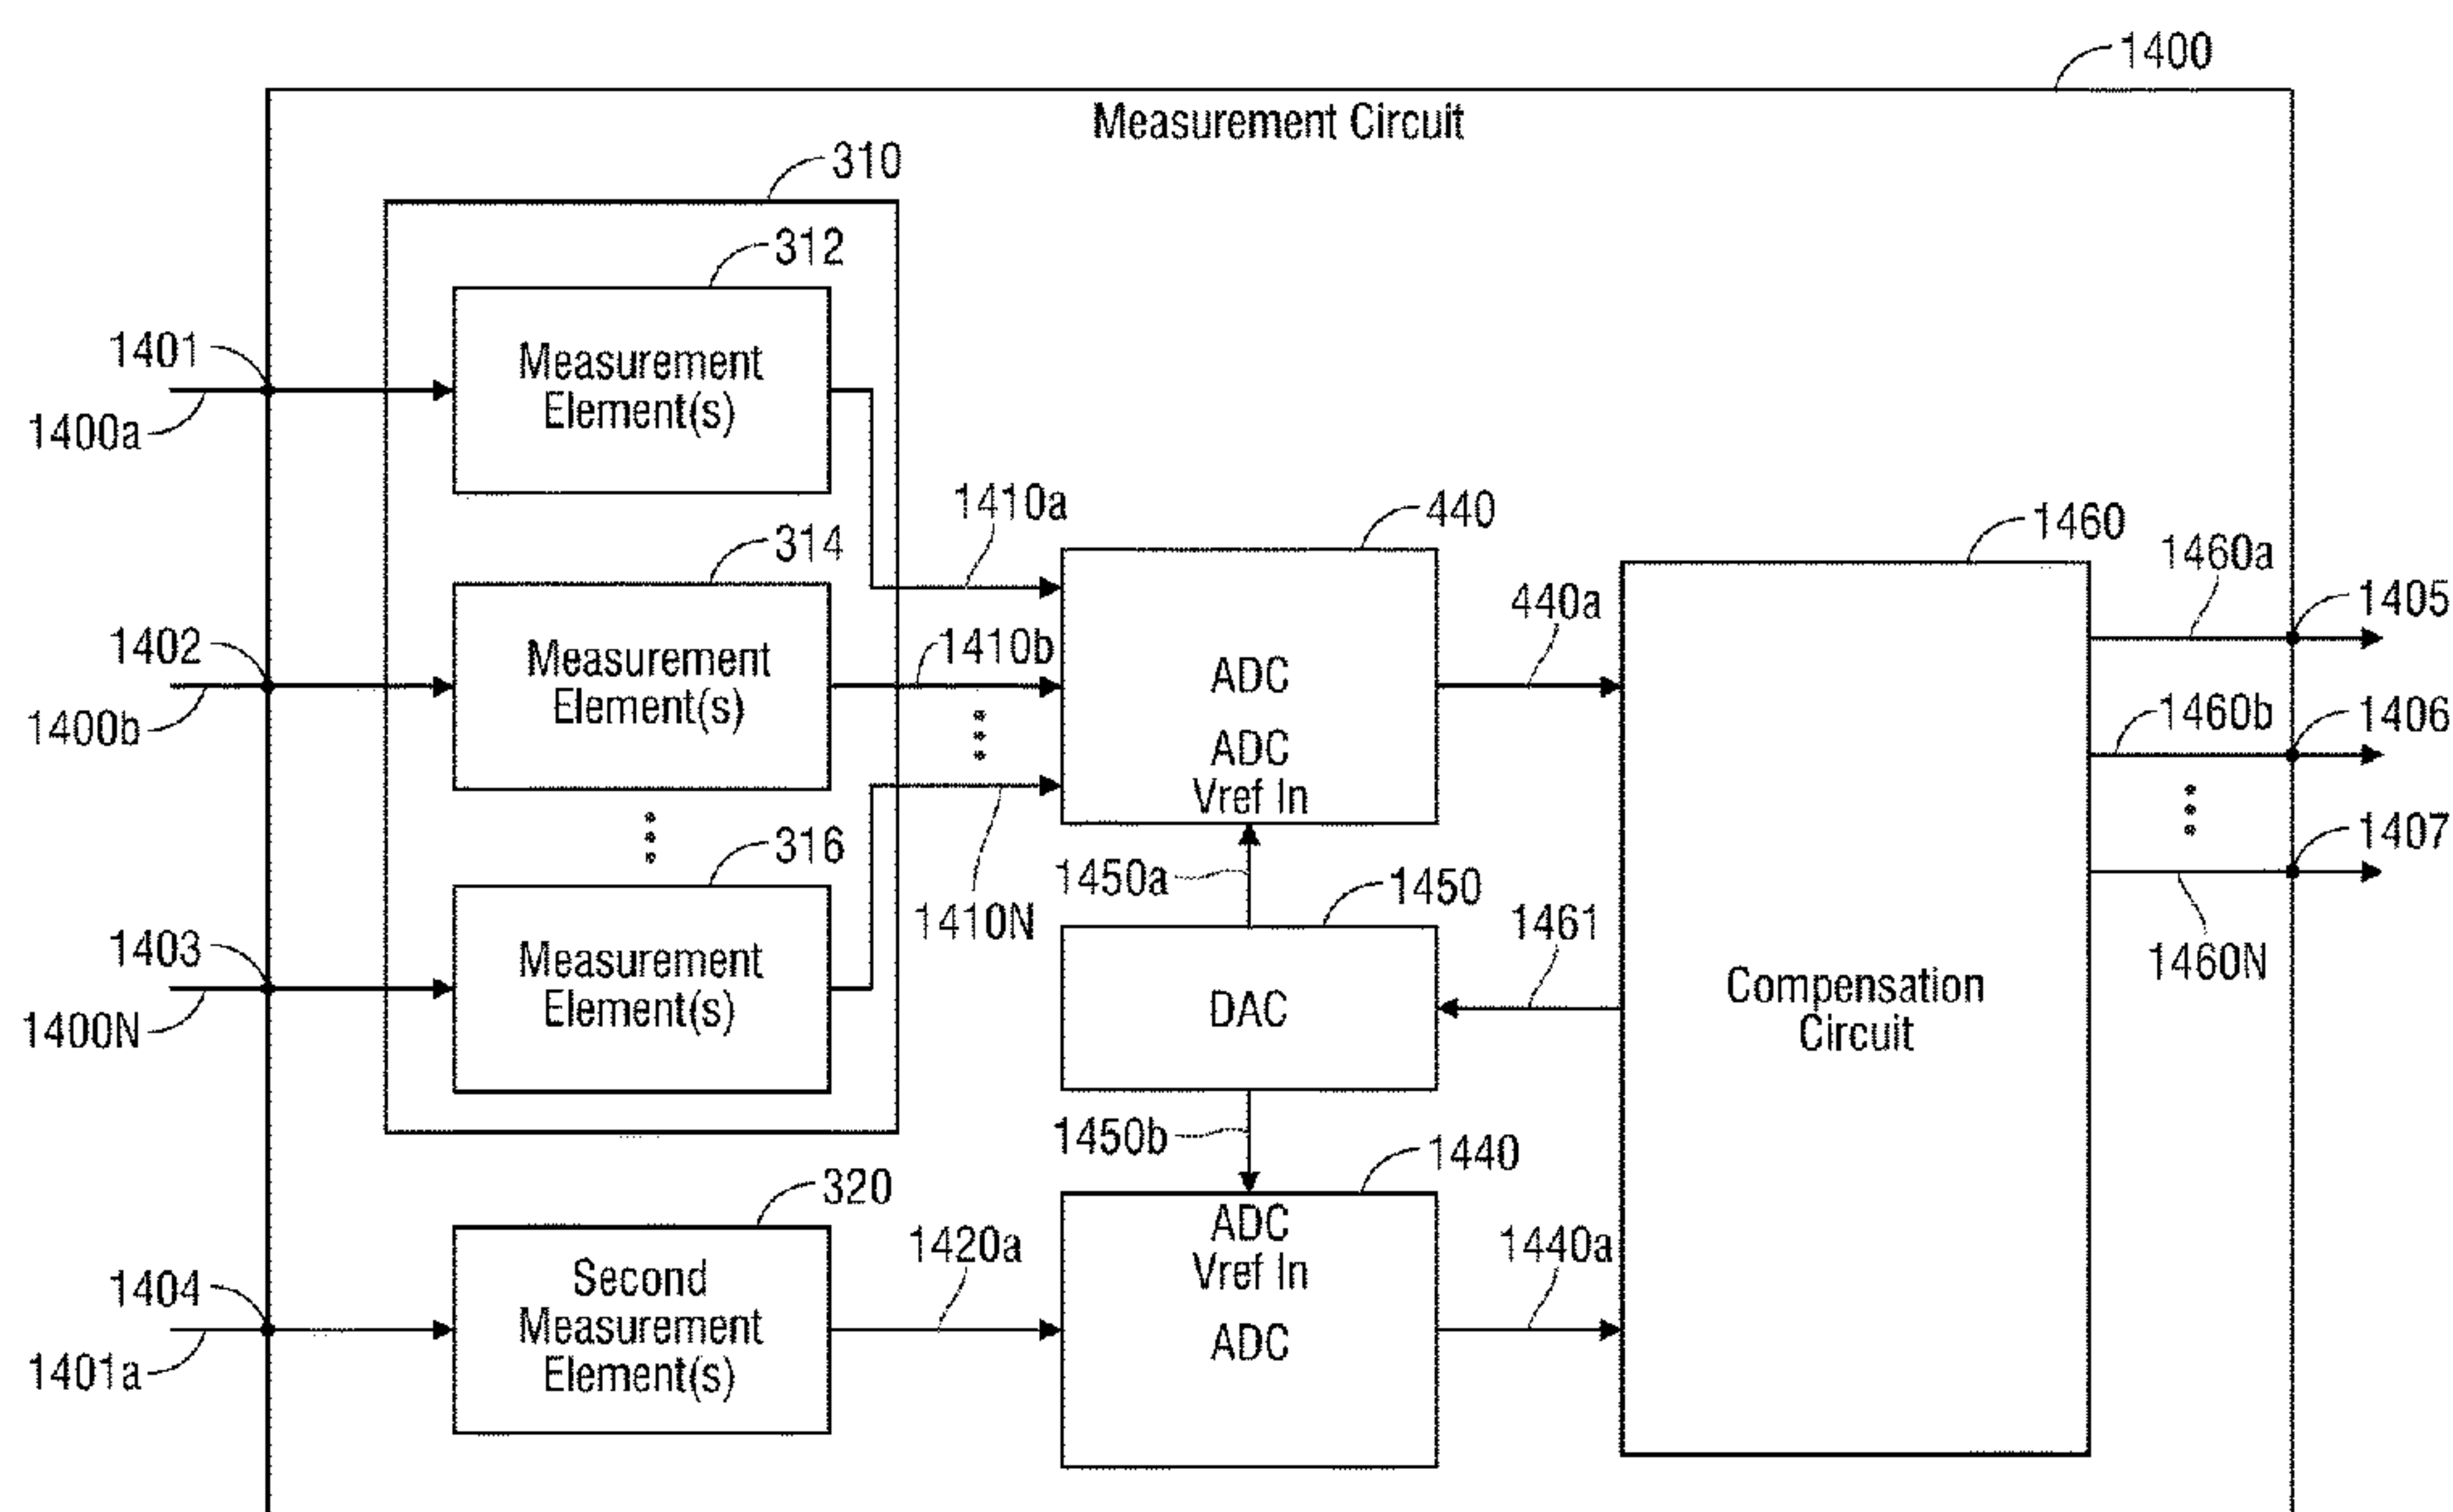 1400
Measurement Circuit
310
312
Measurement
Element(s)
1401
1400a
1410a
440
314
Measurement
Element(s)
1402
1400b
1410b
ADC
ADC
Vref In
440a
1460
1460a
1405
1460b
1406
1407
1460N
316
Measurement
Element(s)
1403
1400N
1410N
1450a
1450
DAC
1461
Compensation
Circuit
1450b
1440
320
Second
Measurement
Element(s)
1404
1401a
1420a
ADC
Vref In
ADC
1440a